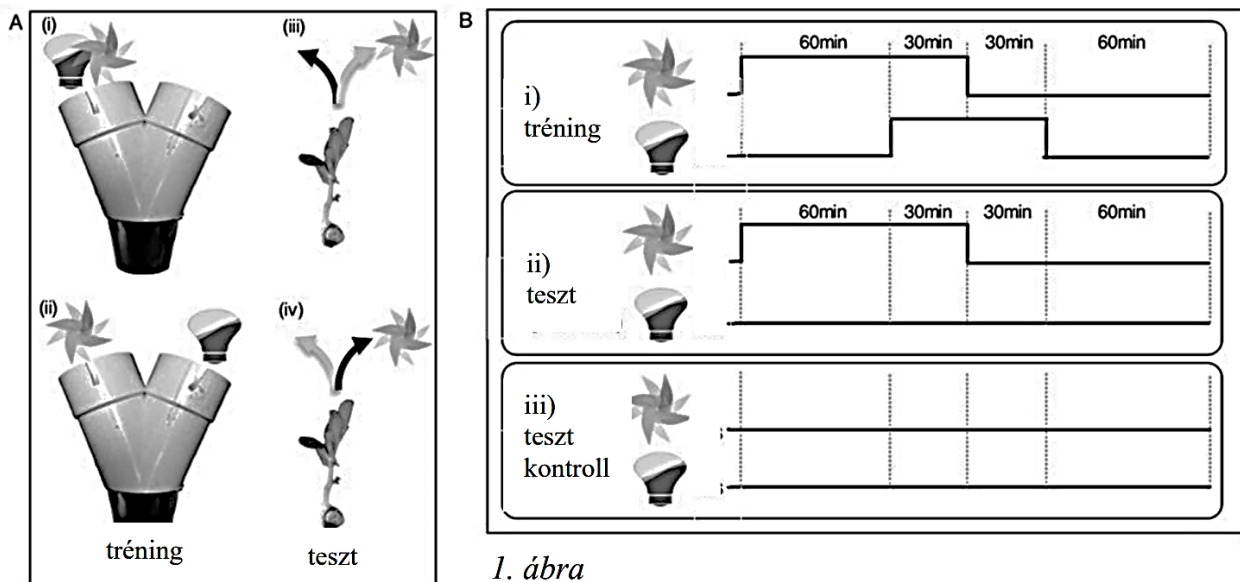 A
(i)
(iii)
(ii)
(iv)
tréning
teszt
B
60min 30min 30min 60min
i)
tréning
60min 30min 30min 60min
ii)
teszt
iii)
teszt
kontroll
1. ábra